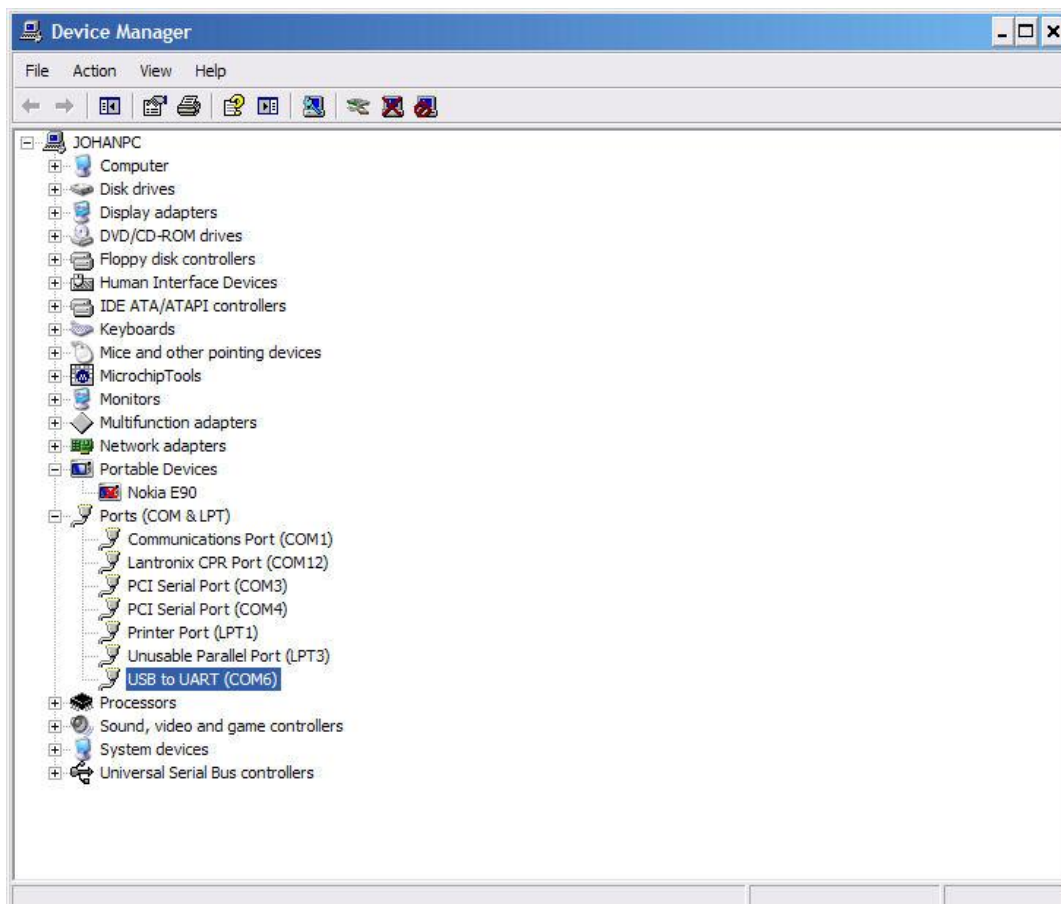 Device Manager
File Action View Help
JOHANPC
Computer
Disk drives
Display adapters
DVD/CD-ROM drives
Floppy disk controllers
Human Interface Devices
IDE ATA/ATAPI controllers
Keyboards
Mice and other pointing devices
MicrochipTools
Monitors
Multifunction adapters
Network adapters
Portable Devices
Nokia E90
Ports (COM & LPT)
Communications Port (COM1)
Lantronix CPR Port (COM12)
PCI Serial Port (COM3)
PCI Serial Port (COM4)
Printer Port (LPT1)
Unusable Parallel Port (LPT3)
USB to UART (COM6)
Processors
Sound, video and game controllers
System devices
Universal Serial Bus controllers